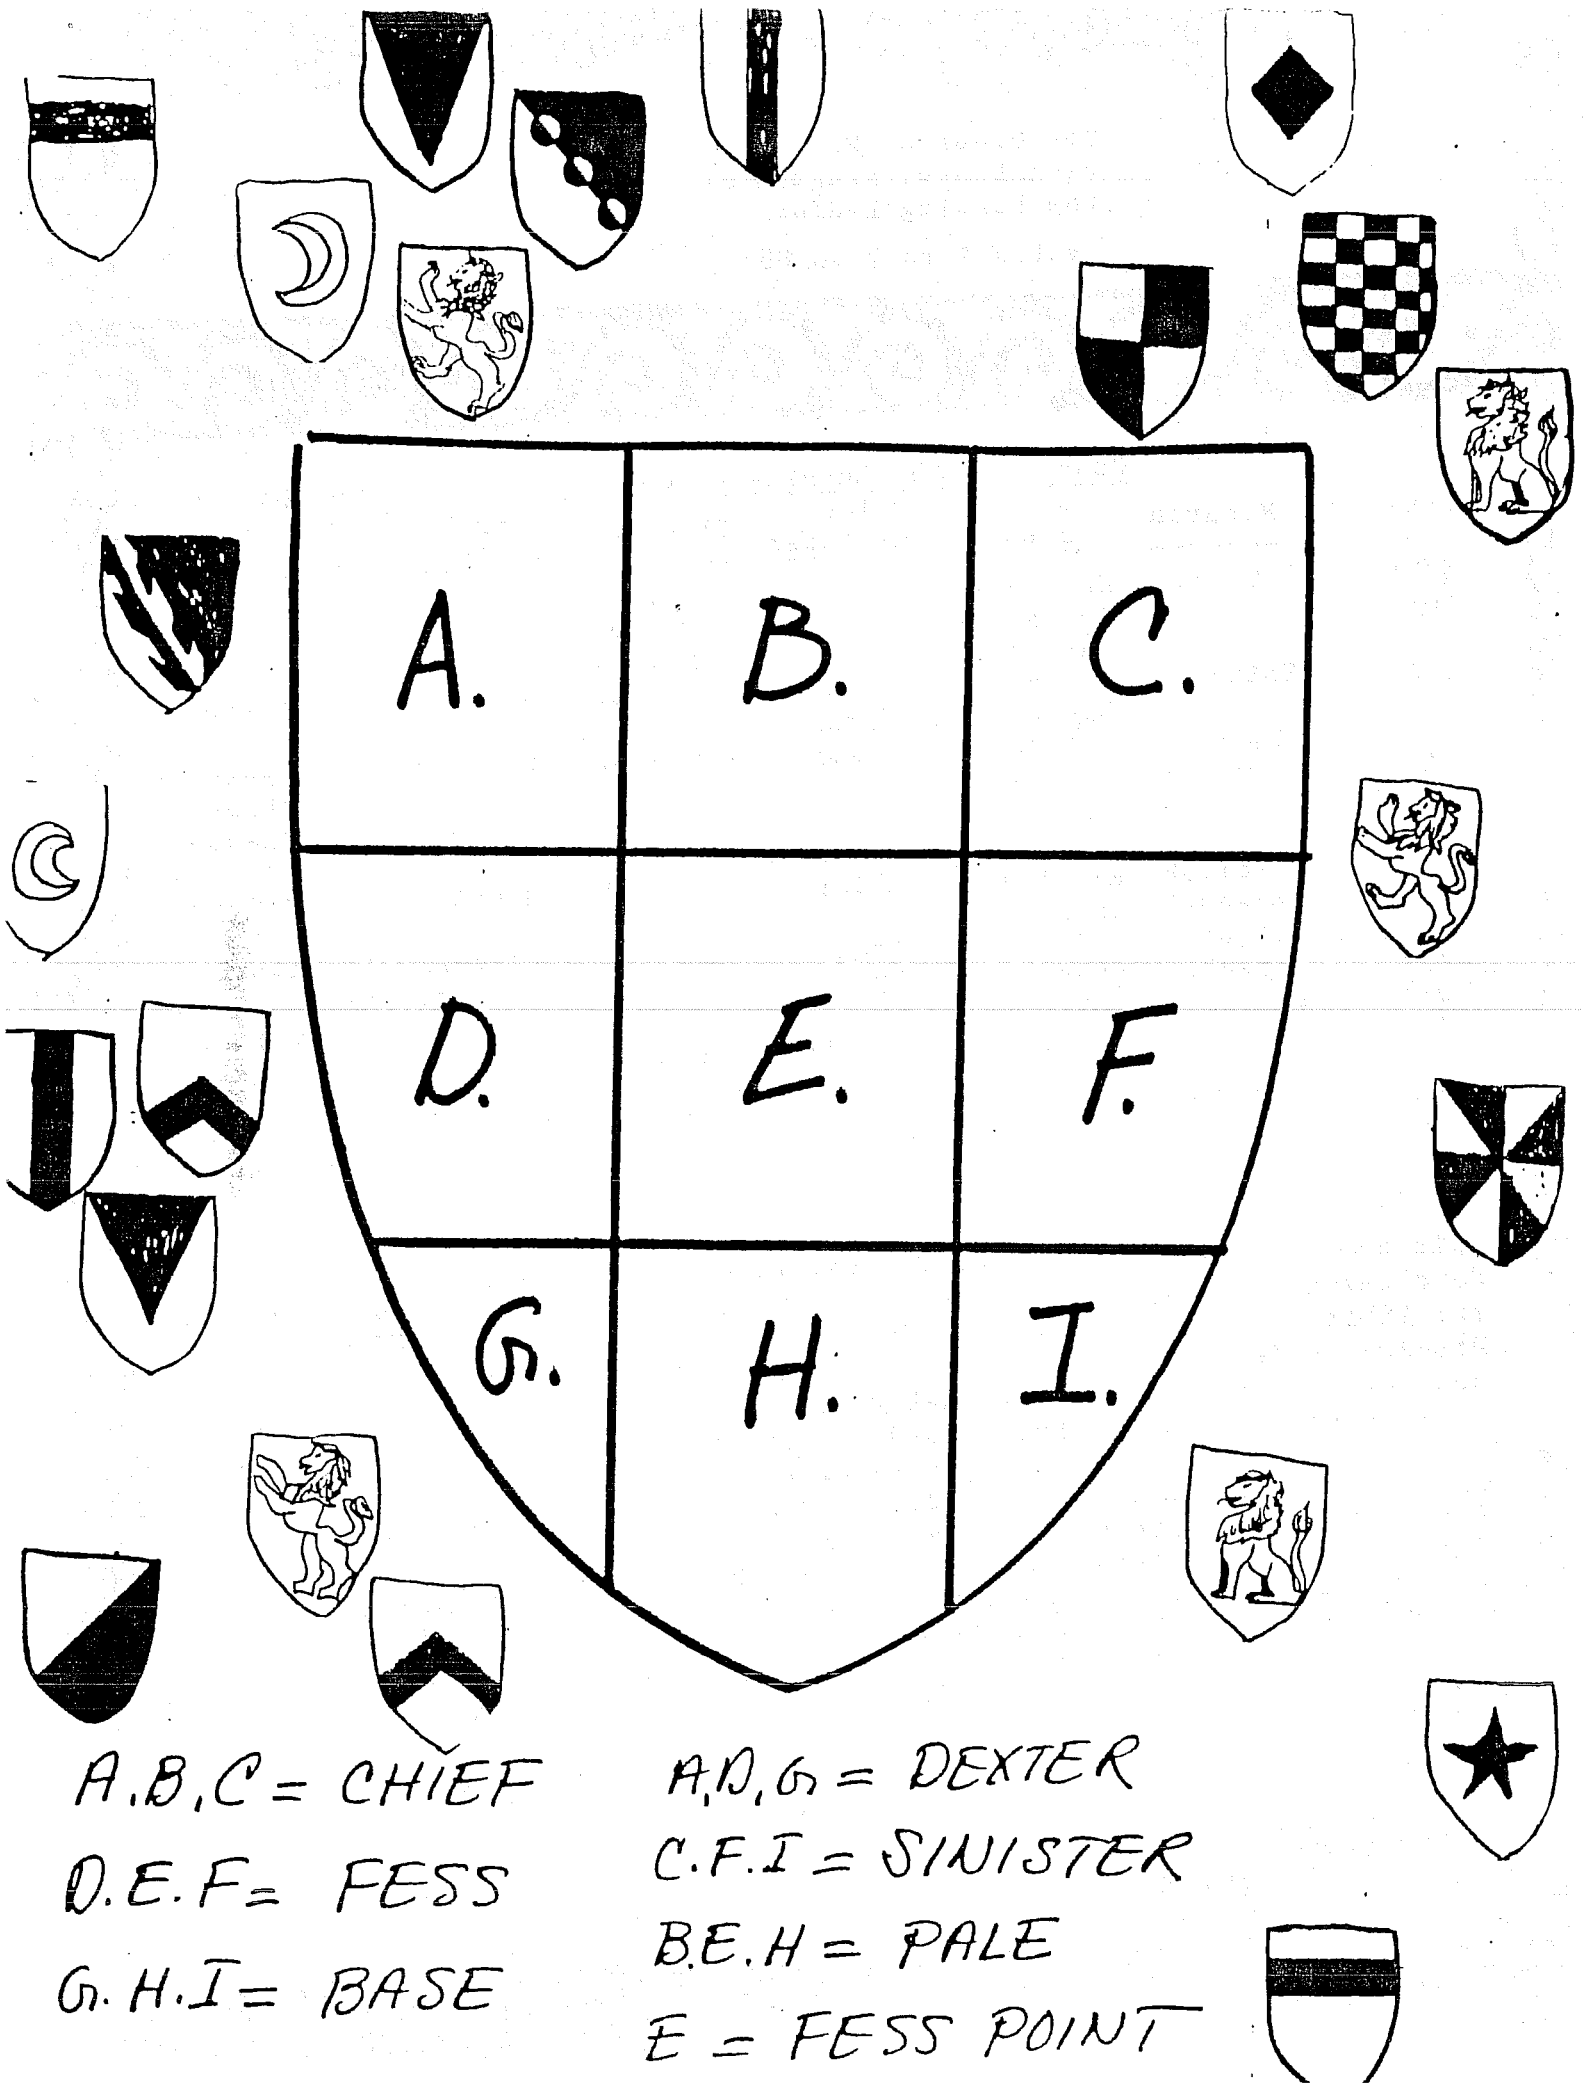 A.
B.
C.
D.
E.
F.
G.
H.
I.
A.B,C = CHIEF
D.E.F = FESS
G.H.I = BASE
A,D,G = DEXTER
C.F.I = SINISTER
B.E.H = PALE
E = FESS POINT